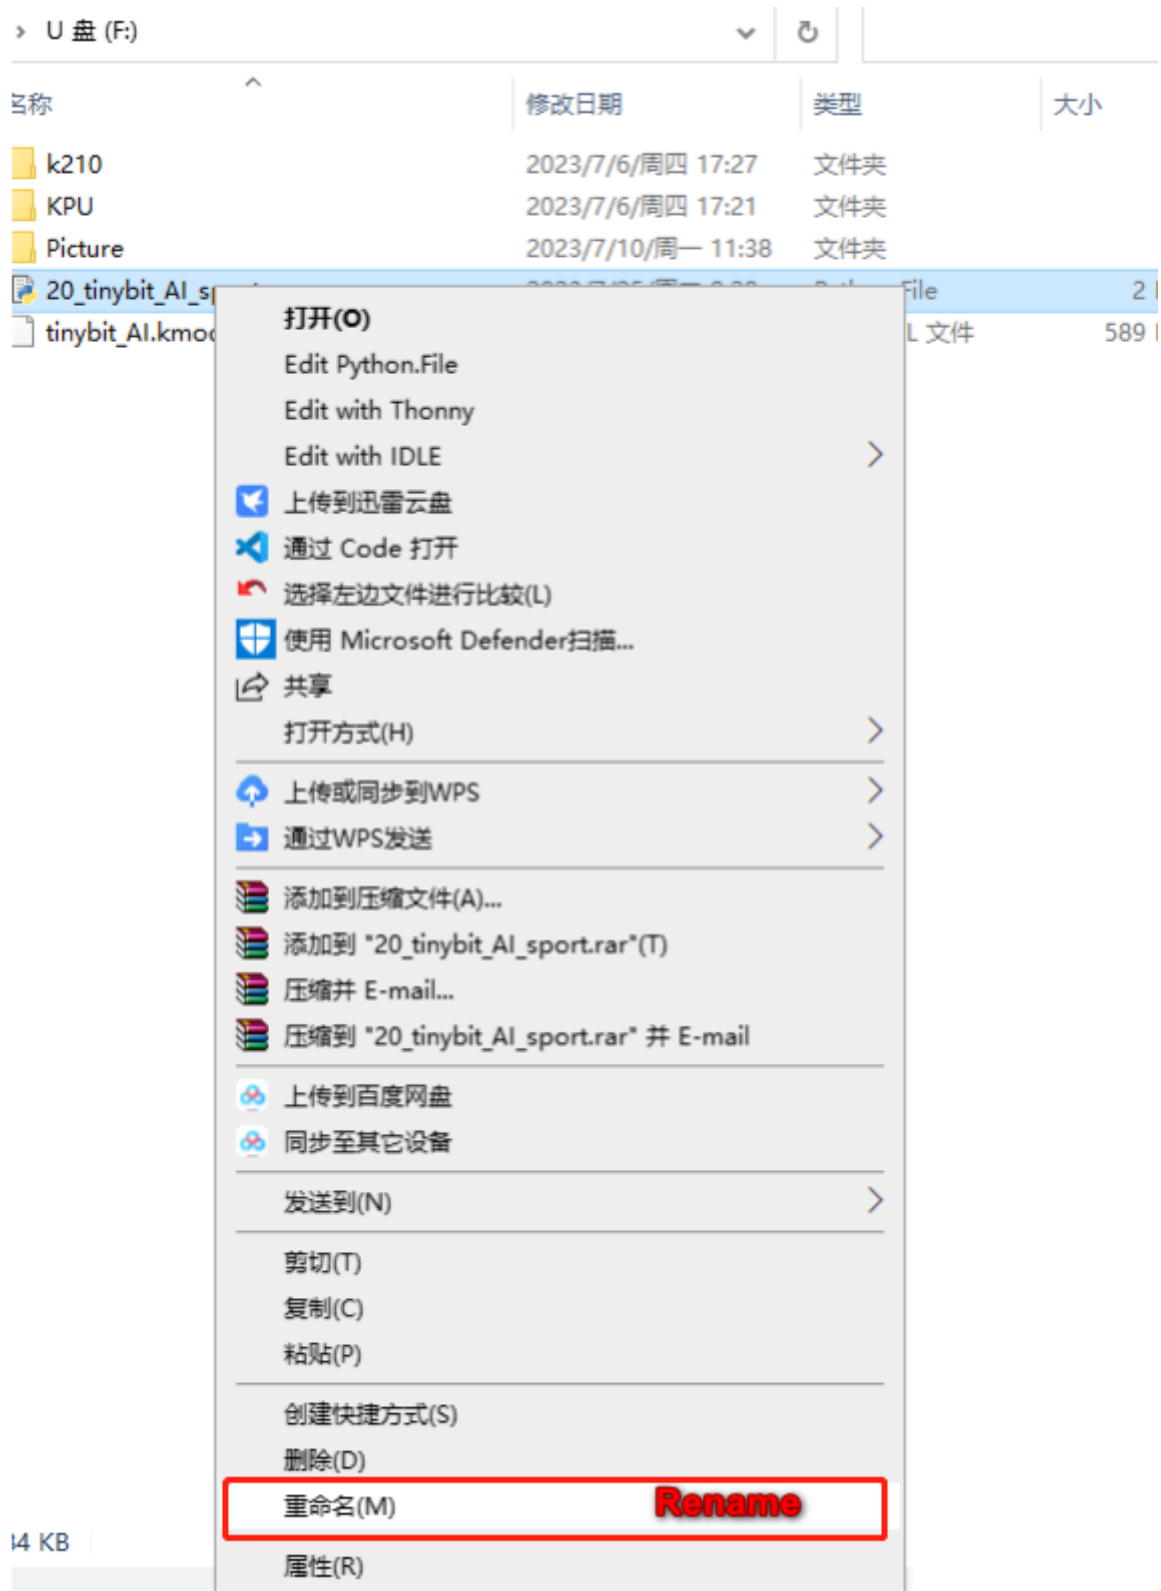 U 盘 (F:)
名称 修改日期 类型 大小
k210 2023/7/6/周四 17:27 文件夹
KPU 2023/7/6/周四 17:21 文件夹
Picture 2023/7/10/周一 11:38 文件夹
20_tinybit_AI_sp File 2
tinybit_AI.kmod L 文件 589
打开(O)
Edit Python.File
Edit with Thonny
Edit with IDLE
上传到迅雷云盘
通过 Code 打开
选择左边文件进行比较(L)
使用 Microsoft Defender扫描...
共享
打开方式(H)
上传或同步到WPS
通过WPS发送
添加到压缩文件(A)...
添加到 "20_tinybit_AI_sport.rar"(T)
压缩并 E-mail...
压缩到 "20_tinybit_AI_sport.rar" 并 E-mail
上传到百度网盘
同步至其它设备
发送到(N)
剪切(T)
复制(C)
粘贴(P)
创建快捷方式(S)
删除(D)
重命名(M) Rename
34 KB
属性(R)